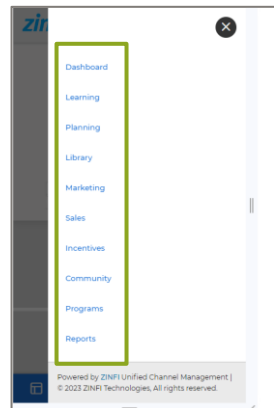 zin
Dashboard
Learning
Planning
Library
Marketing
Sales
Incentives
Community
Programs
Reports
Powered by ZINFI Unified Channel Management |
© 2023 ZINFI Technologies, All rights reserved.